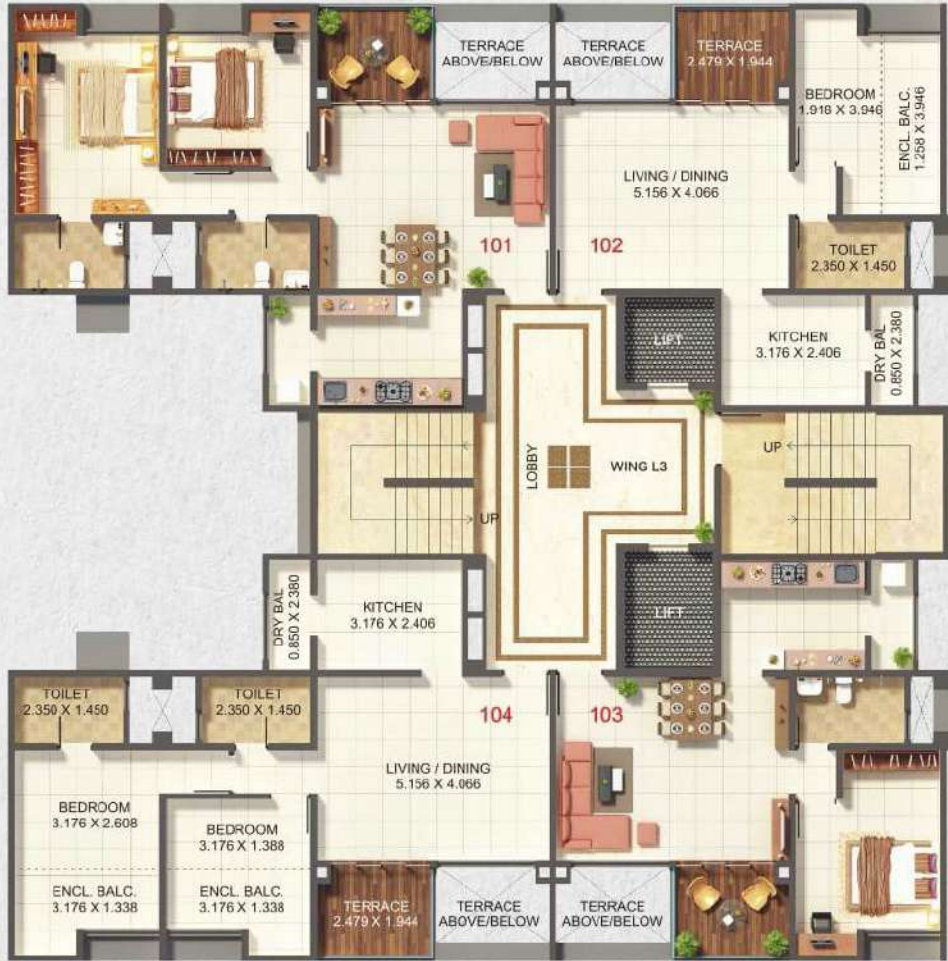 TERRACE
ABOVE/BELOW
TERRACE
ABOVE/BELOW
TERRACE
2.479 X 1.944
BEDROOM
1.918 X 3.946
ENCL. BALC.
1.258 X 3.946
LIVING / DINING
5.156 X 4.066
101
102
TOILET
2.350 X 1.450
LIFT
KITCHEN
3.176 X 2.406
DRY BAL
0.850 X 2.380
LOBBY
WING L3
UP
UP
DRY BAL
0.850 X 2.380
KITCHEN
3.176 X 2.406
LIFT
TOILET
2.350 X 1.450
TOILET
2.350 X 1.450
104
103
LIVING / DINING
5.156 X 4.066
BEDROOM
3.176 X 2.608
BEDROOM
3.176 X 1.388
ENCL. BALC.
3.176 X 1.338
ENCL. BALC.
3.176 X 1.338
TERRACE
2.479 X 1.944
TERRACE
ABOVE/BELOW
TERRACE
ABOVE/BELOW